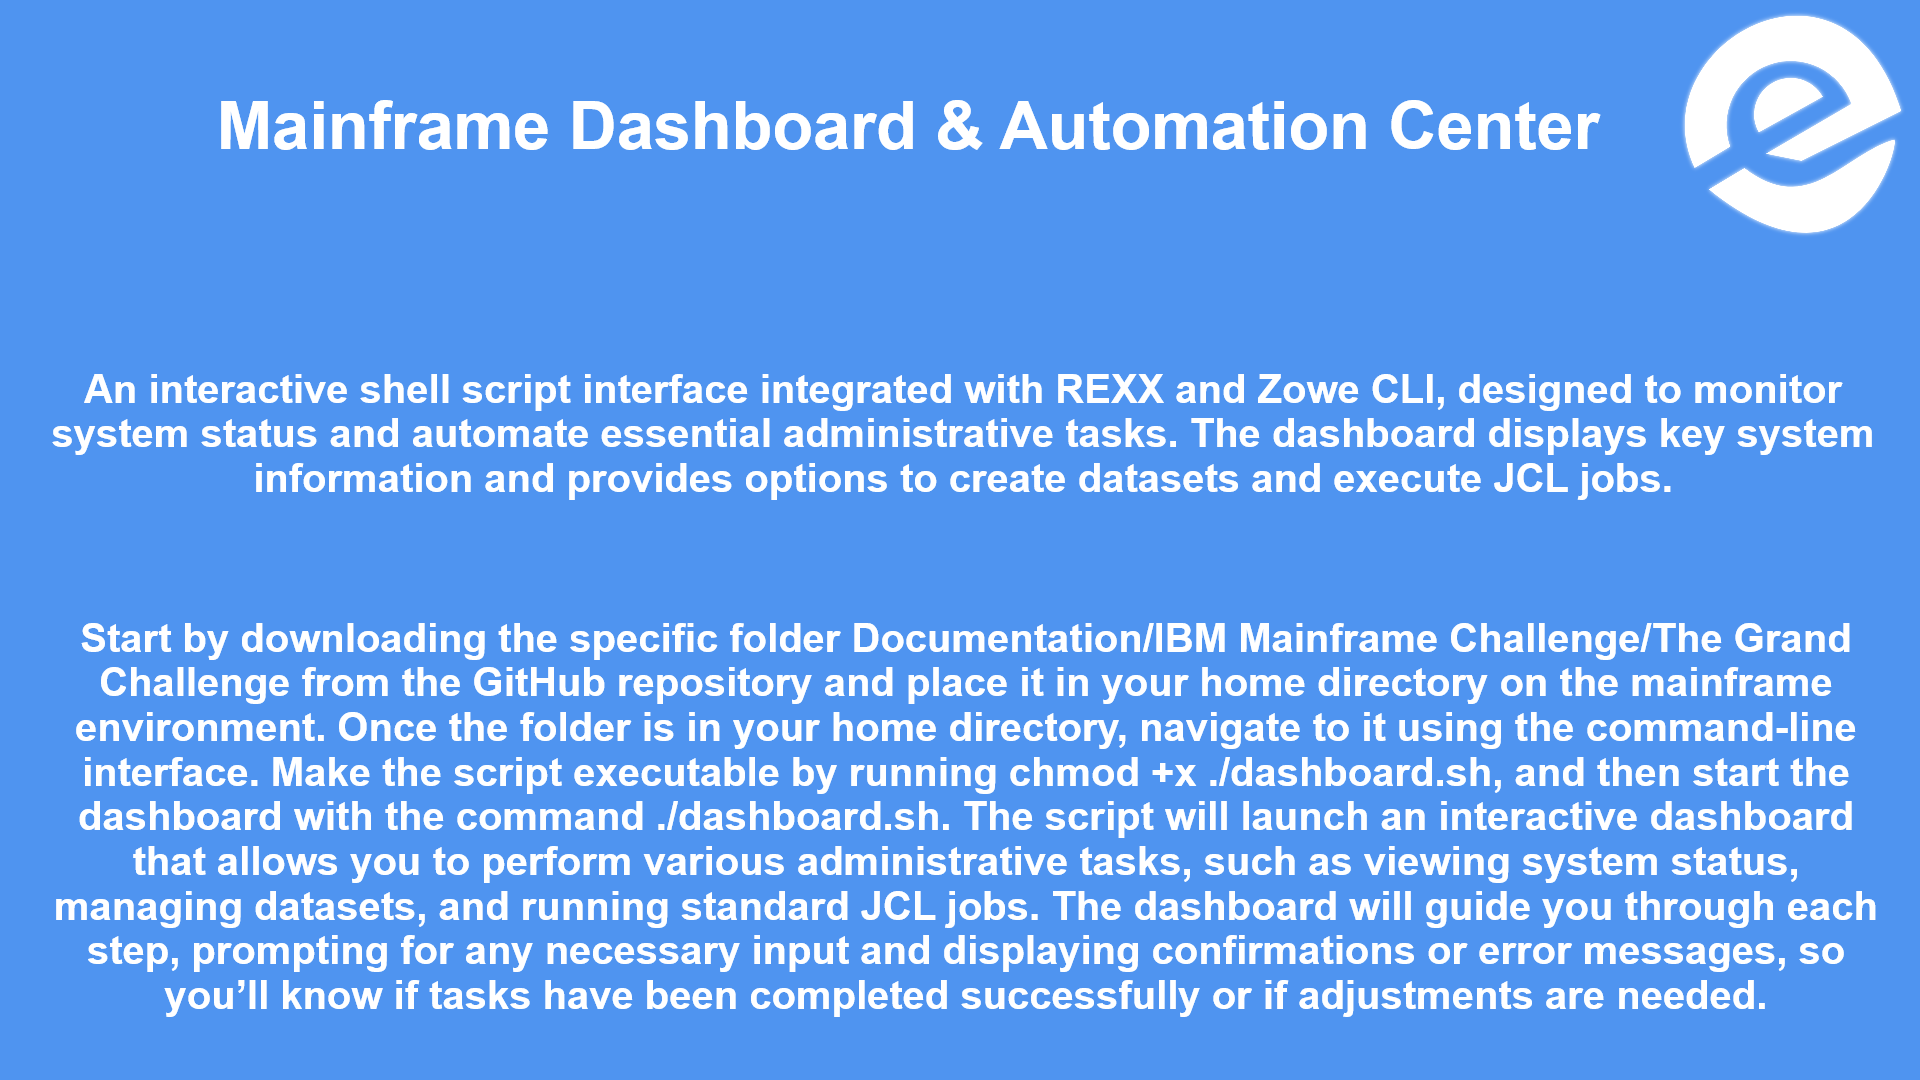 Mainframe Dashboard & Automation Center
An interactive shell script interface integrated with REXX and Zowe CLI, designed to monitor
system status and automate essential administrative tasks. The dashboard displays key system
information and provides options to create datasets and execute JCL jobs.
Start by downloading the specific folder Documentation/IBM Mainframe Challenge/The Grand
Challenge from the GitHub repository and place it in your home directory on the mainframe
environment. Once the folder is in your home directory, navigate to it using the command-line
interface. Make the script executable by running chmod +x ./dashboard.sh, and then start the
dashboard with the command ./dashboard.sh. The script will launch an interactive dashboard
that allows you to perform various administrative tasks, such as viewing system status,
managing datasets, and running standard JCL jobs. The dashboard will guide you through each
step, prompting for any necessary input and displaying confirmations or error messages, so
you’ll know if tasks have been completed successfully or if adjustments are needed.